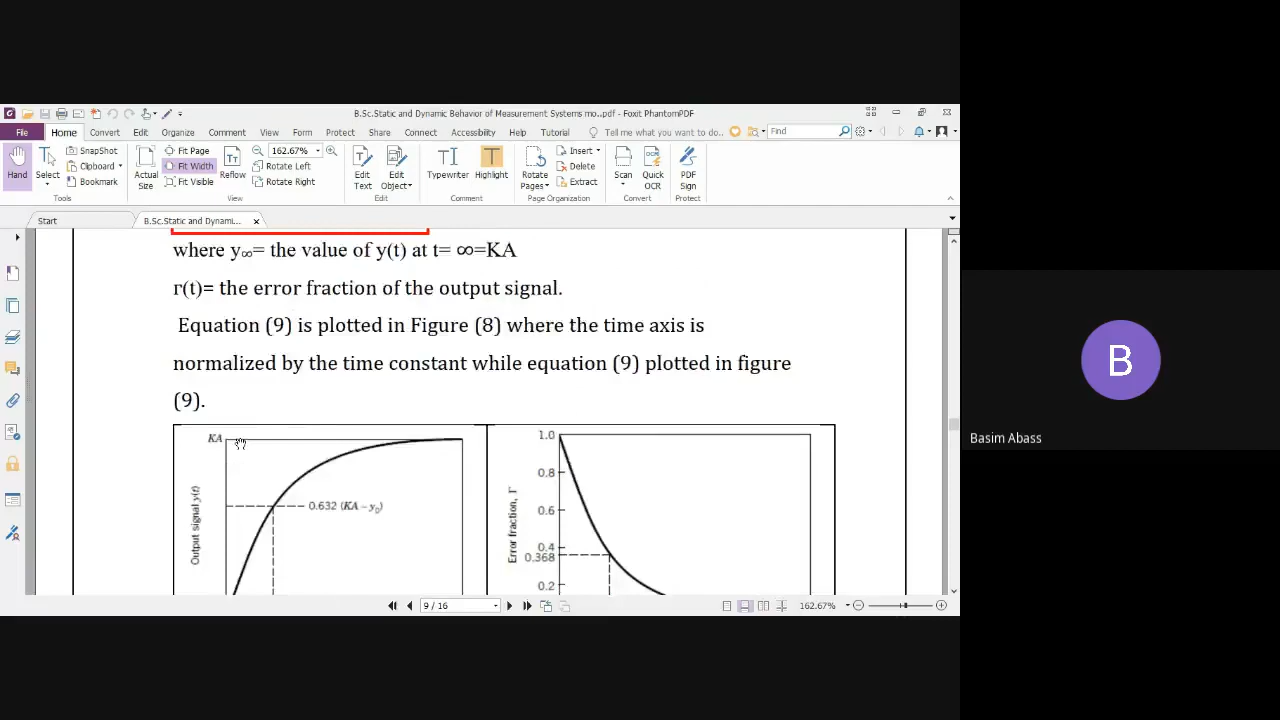 B.Sc.Static and Dynamic Bahavor of Measurement Systems mo..pdf - Foxit PhantomPDF
File Home Convert Edit Organize Comment View Form Protect Share Connect Accessibility Help Tutorial Tell me what you want to do.. Find
Hand
Select
SnapShot
Clipboard
Bookmark
Tools
Actual Size
Fit Page
Fit Width
Fit Visible
Reflow
162.67%
Rotate Left
Rotate Right
View
Edit Text
Edit Object
Edit
Typewriter
Highlight
Comment
Rotate Pages
Insert
Delete
Extract
Page Organization
Scan
Quick OCR
Convert
PDF Sign
Protect
Start
B.Sc.Static and Dynami...
where y∞= the value of y(t) at t= ∞=KA
r(t)= the error fraction of the output signal.
Equation (9) is plotted in Figure (8) where the time axis is
normalized by the time constant while equation (9) plotted in figure
(9).
KA
Output signal y(t)
0.632 (KA – y₀)
Error fraction, Γ
1.0
0.8
0.6
0.4
0.368
0.2
9 / 16
162.67%
B
Basim Abass